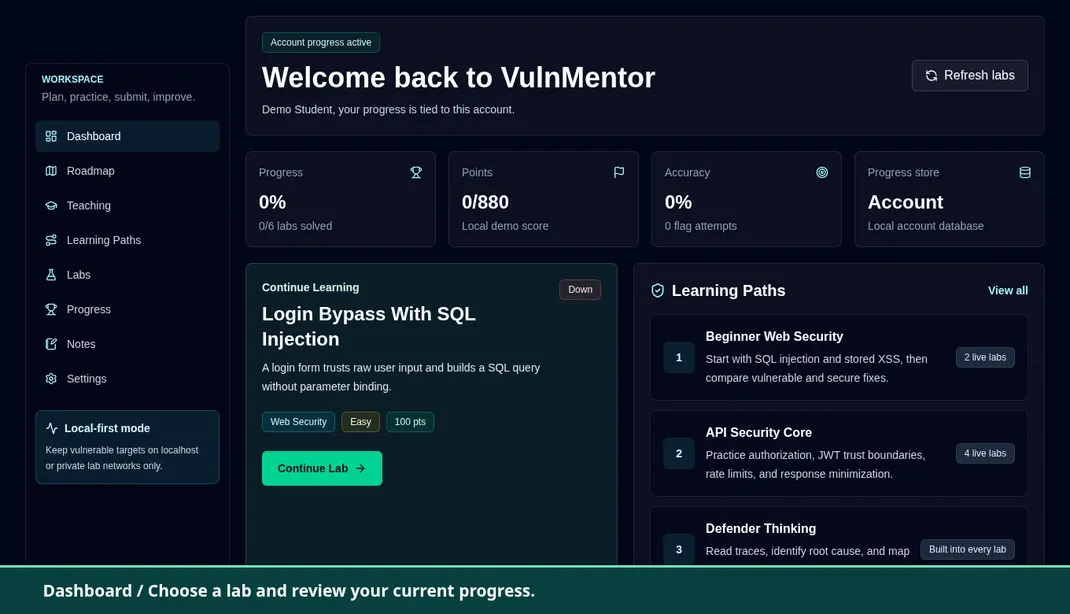 WORKSPACE
Plan, practice, submit, improve.
Dashboard
Roadmap
Teaching
Learning Paths
Labs
Progress
Notes
Settings
Local-first mode
Keep vulnerable targets on localhost
or private lab networks only.
Account progress active
Welcome back to VulnMentor
Demo Student, your progress is tied to this account.
Refresh labs
Progress
0%
0/6 labs solved
Points
0/880
Local demo score
Accuracy
0%
0 flag attempts
Progress store
Account
Local account database
Continue Learning
Down
Login Bypass With SQL
Injection
A login form trusts raw user input and builds a SQL query
without parameter binding.
Web Security
Easy
100 pts
Continue Lab
Learning Paths
View all
1
Beginner Web Security
Start with SQL injection and stored XSS, then
compare vulnerable and secure fixes.
2 live labs
2
API Security Core
Practice authorization, JWT trust boundaries,
rate limits, and response minimization.
4 live labs
3
Defender Thinking
Read traces, identify root cause, and map
Built into every lab
Dashboard / Choose a lab and review your current progress.